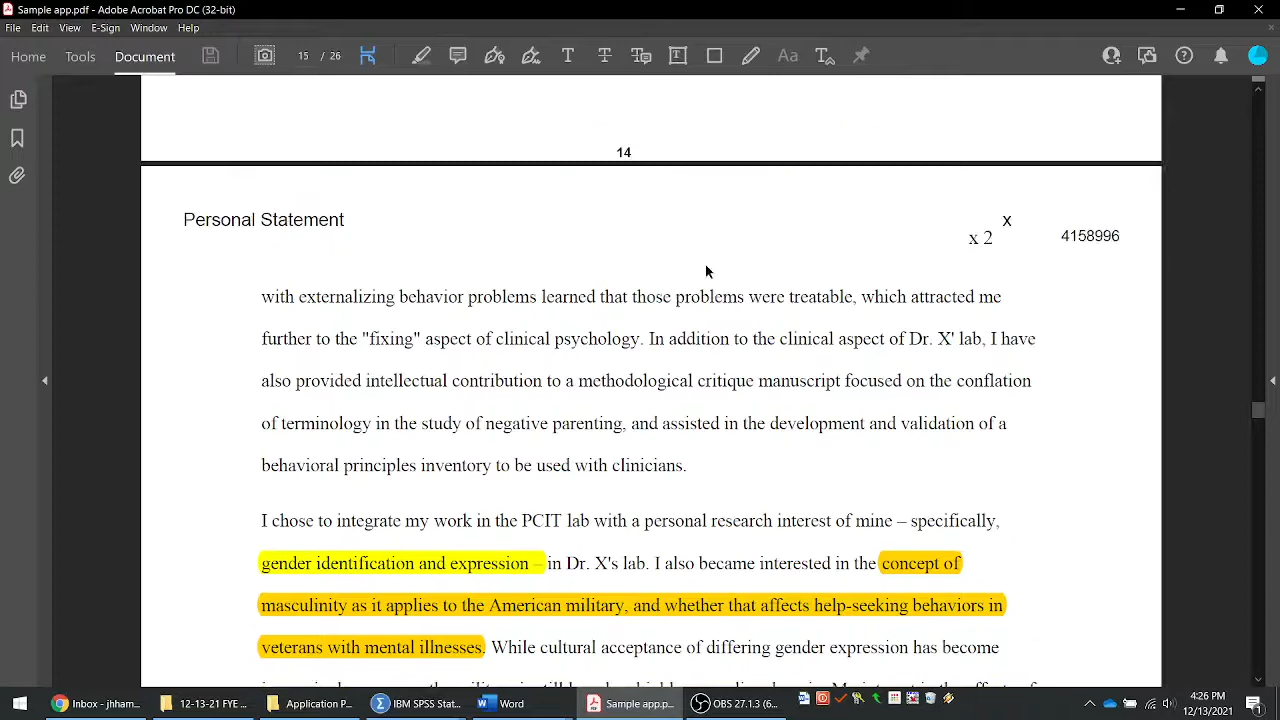 Sample app.pdf - Adobe Acrobat Pro DC (32-bit)
File Edit View E-Sign Window Help
Home Tools Document 15 / 26
14
Personal Statement
x
x 2 4158996
with externalizing behavior problems learned that those problems were treatable, which attracted me
further to the "fixing" aspect of clinical psychology. In addition to the clinical aspect of Dr. X' lab, I have
also provided intellectual contribution to a methodological critique manuscript focused on the conflation
of terminology in the study of negative parenting, and assisted in the development and validation of a
behavioral principles inventory to be used with clinicians.
I chose to integrate my work in the PCIT lab with a personal research interest of mine – specifically,
gender identification and expression – in Dr. X's lab. I also became interested in the concept of
masculinity as it applies to the American military, and whether that affects help-seeking behaviors in
veterans with mental illnesses. While cultural acceptance of differing gender expression has become
Inbox - jhham... 12-13-21 FYE ... Application P... IBM SPSS Stat... Word Sample app.p... OBS 27.1.3 (6... 4:26 PM
12/13/2021